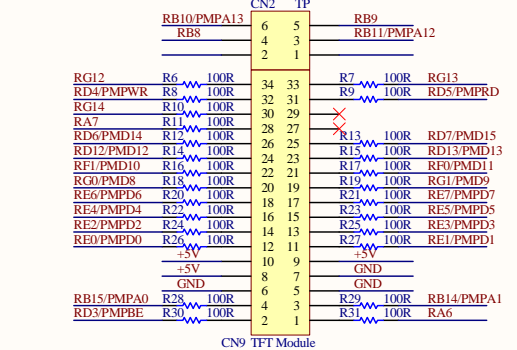 CN2 TP
RB10/PMPA13 6 5 RB9
RB8 4 3 RB11/PMPA12
2 1
RG12 R6 100R 34 33 R7 100R RG13
RD4/PMPWR R8 100R 32 31 R9 100R RD5/PMPRD
RG14 R10 100R 30 29
RA7 R11 100R 28 27
RD6/PMD14 R12 100R 26 25 R13 100R RD7/PMD15
RD12/PMD12 R14 100R 24 23 R15 100R RD13/PMD13
RF1/PMD10 R16 100R 22 21 R17 100R RF0/PMD11
RG0/PMD8 R18 100R 20 19 R19 100R RG1/PMD9
RE6/PMPD6 R20 100R 18 17 R21 100R RE7/PMPD7
RE4/PMPD4 R22 100R 16 15 R23 100R RE5/PMPD5
RE2/PMPD2 R24 100R 14 13 R25 100R RE3/PMPD3
RE0/PMPD0 R26 100R 12 11 R27 100R RE1/PMPD1
+5V 10 9 +5V
+5V 8 7 GND
GND 6 5 GND
RB15/PMPA0 R28 100R 4 3 R29 100R RB14/PMPA1
RD3/PMPBE R30 100R 2 1 R31 100R RA6
CN9 TFT Module